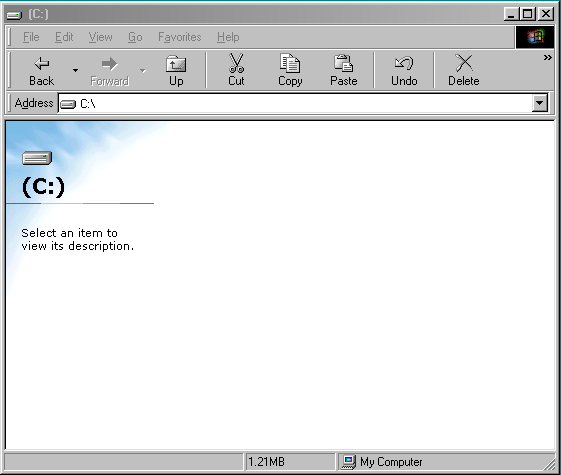 (C:)
File Edit View Go Favorites Help
Back Forward Up Cut Copy Paste Undo Delete »
Address C:\
(C:)
Select an item to
view its description.
1.21MB My Computer